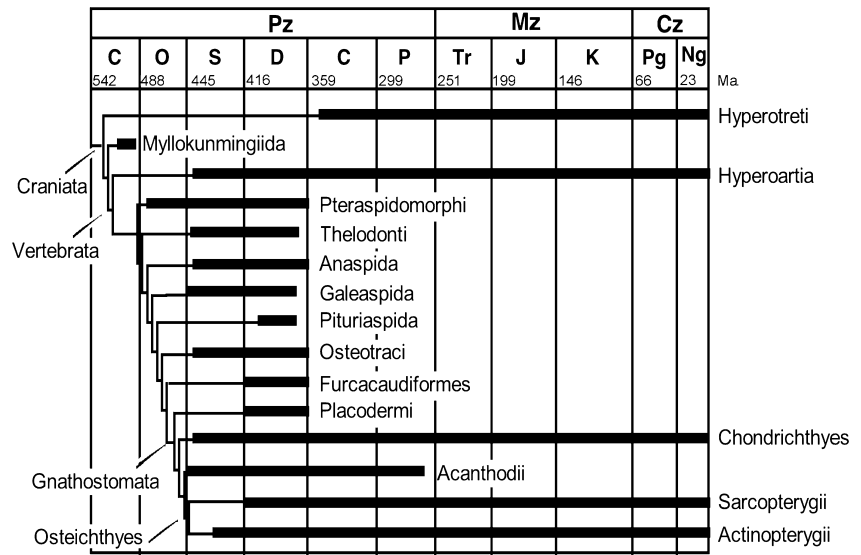 Pz Mz Cz
C O S D C P Tr J K Pg Ng
542 488 445 416 359 299 251 199 146 66 23 Ma
Hyperotreti
Myllokunmingiida
Craniata
Hyperoartia
Pteraspidomorphi
Vertebrata
Thelodonti
Anaspida
Galeaspida
Pituriaspida
Osteotraci
Furcacaudiformes
Placodermi
Chondrichthyes
Gnathostomata
Acanthodii
Sarcopterygii
Osteichthyes
Actinopterygii